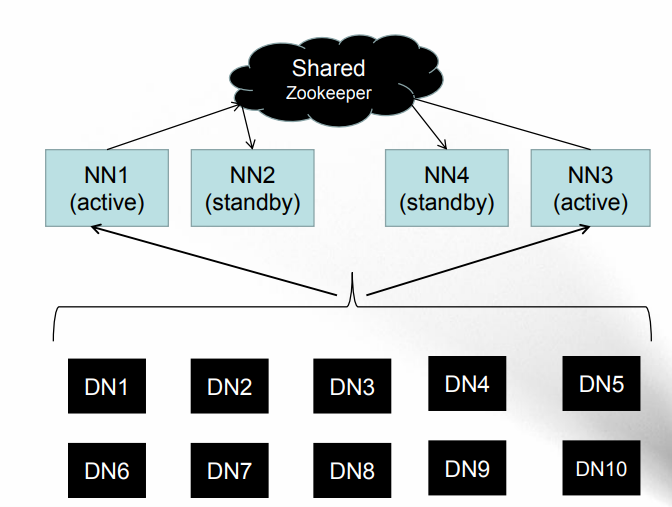 Shared
Zookeeper
NN1
(active)
NN2
(standby)
NN4
(standby)
NN3
(active)
DN1
DN2
DN3
DN4
DN5
DN6
DN7
DN8
DN9
DN10